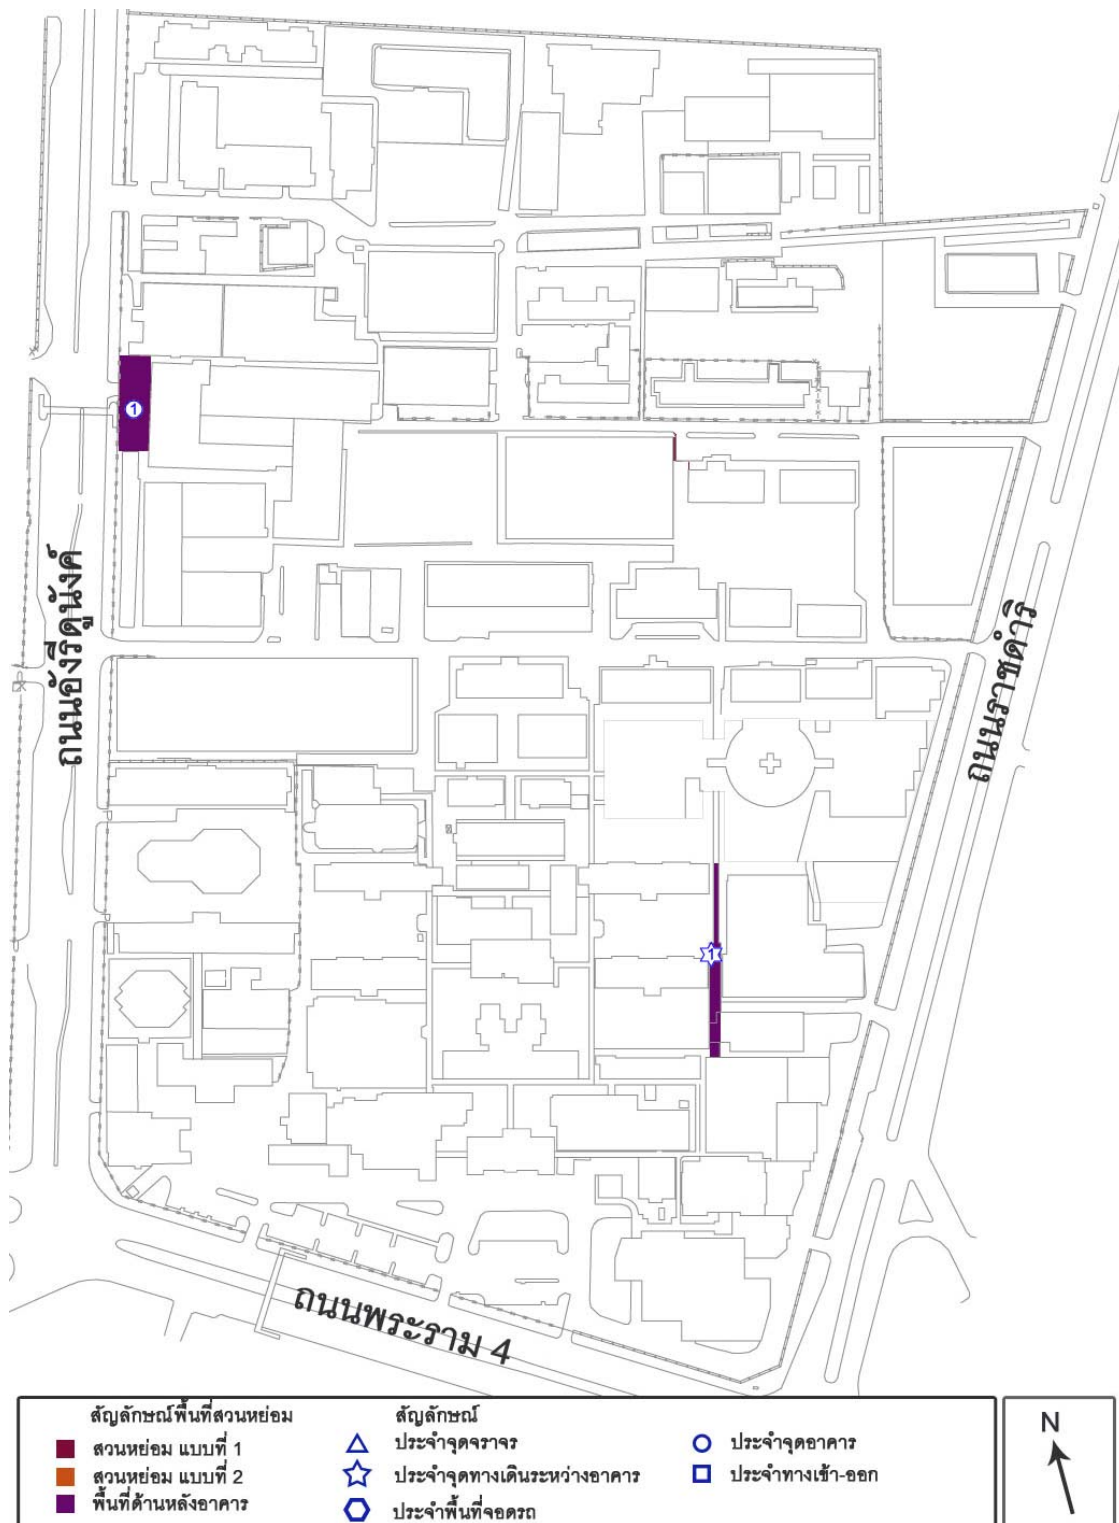 1
ถนนอังรีดูนังต์
ถนนราชดำริ
1
ถนนพระราม 4
สัญลักษณ์พื้นที่สวนหย่อม
สวนหย่อม แบบที่ 1
สวนหย่อม แบบที่ 2
พื้นที่ด้านหลังอาคาร
สัญลักษณ์
ประจำจุดจราจร
ประจำจุดทางเดินระหว่างอาคาร
ประจำพื้นที่จอดรถ
ประจำจุดอาคาร
ประจำทางเข้า-ออก
N